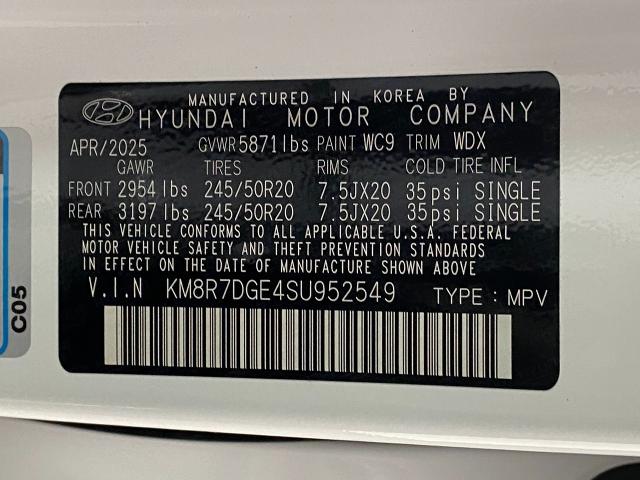 MANUFACTURED IN KOREA BY
HYUNDAI MOTOR COMPANY
APR/2025 GVWR 5871lbs PAINT WC9 TRIM WDX
GAWR TIRES RIMS COLD TIRE INFL
FRONT 2954 lbs 245/50R20 7.5JX20 35psi SINGLE
REAR 3197 lbs 245/50R20 7.5JX20 35psi SINGLE
THIS VEHICLE CONFORMS TO ALL APPLICABLE U.S.A. FEDERAL
MOTOR VEHICLE SAFETY AND THEFT PREVENTION STANDARDS
IN EFFECT ON THE DATE OF MANUFACTURE SHOWN ABOVE
V.I.N KM8R7DGE4SU952549 TYPE : MPV
C05